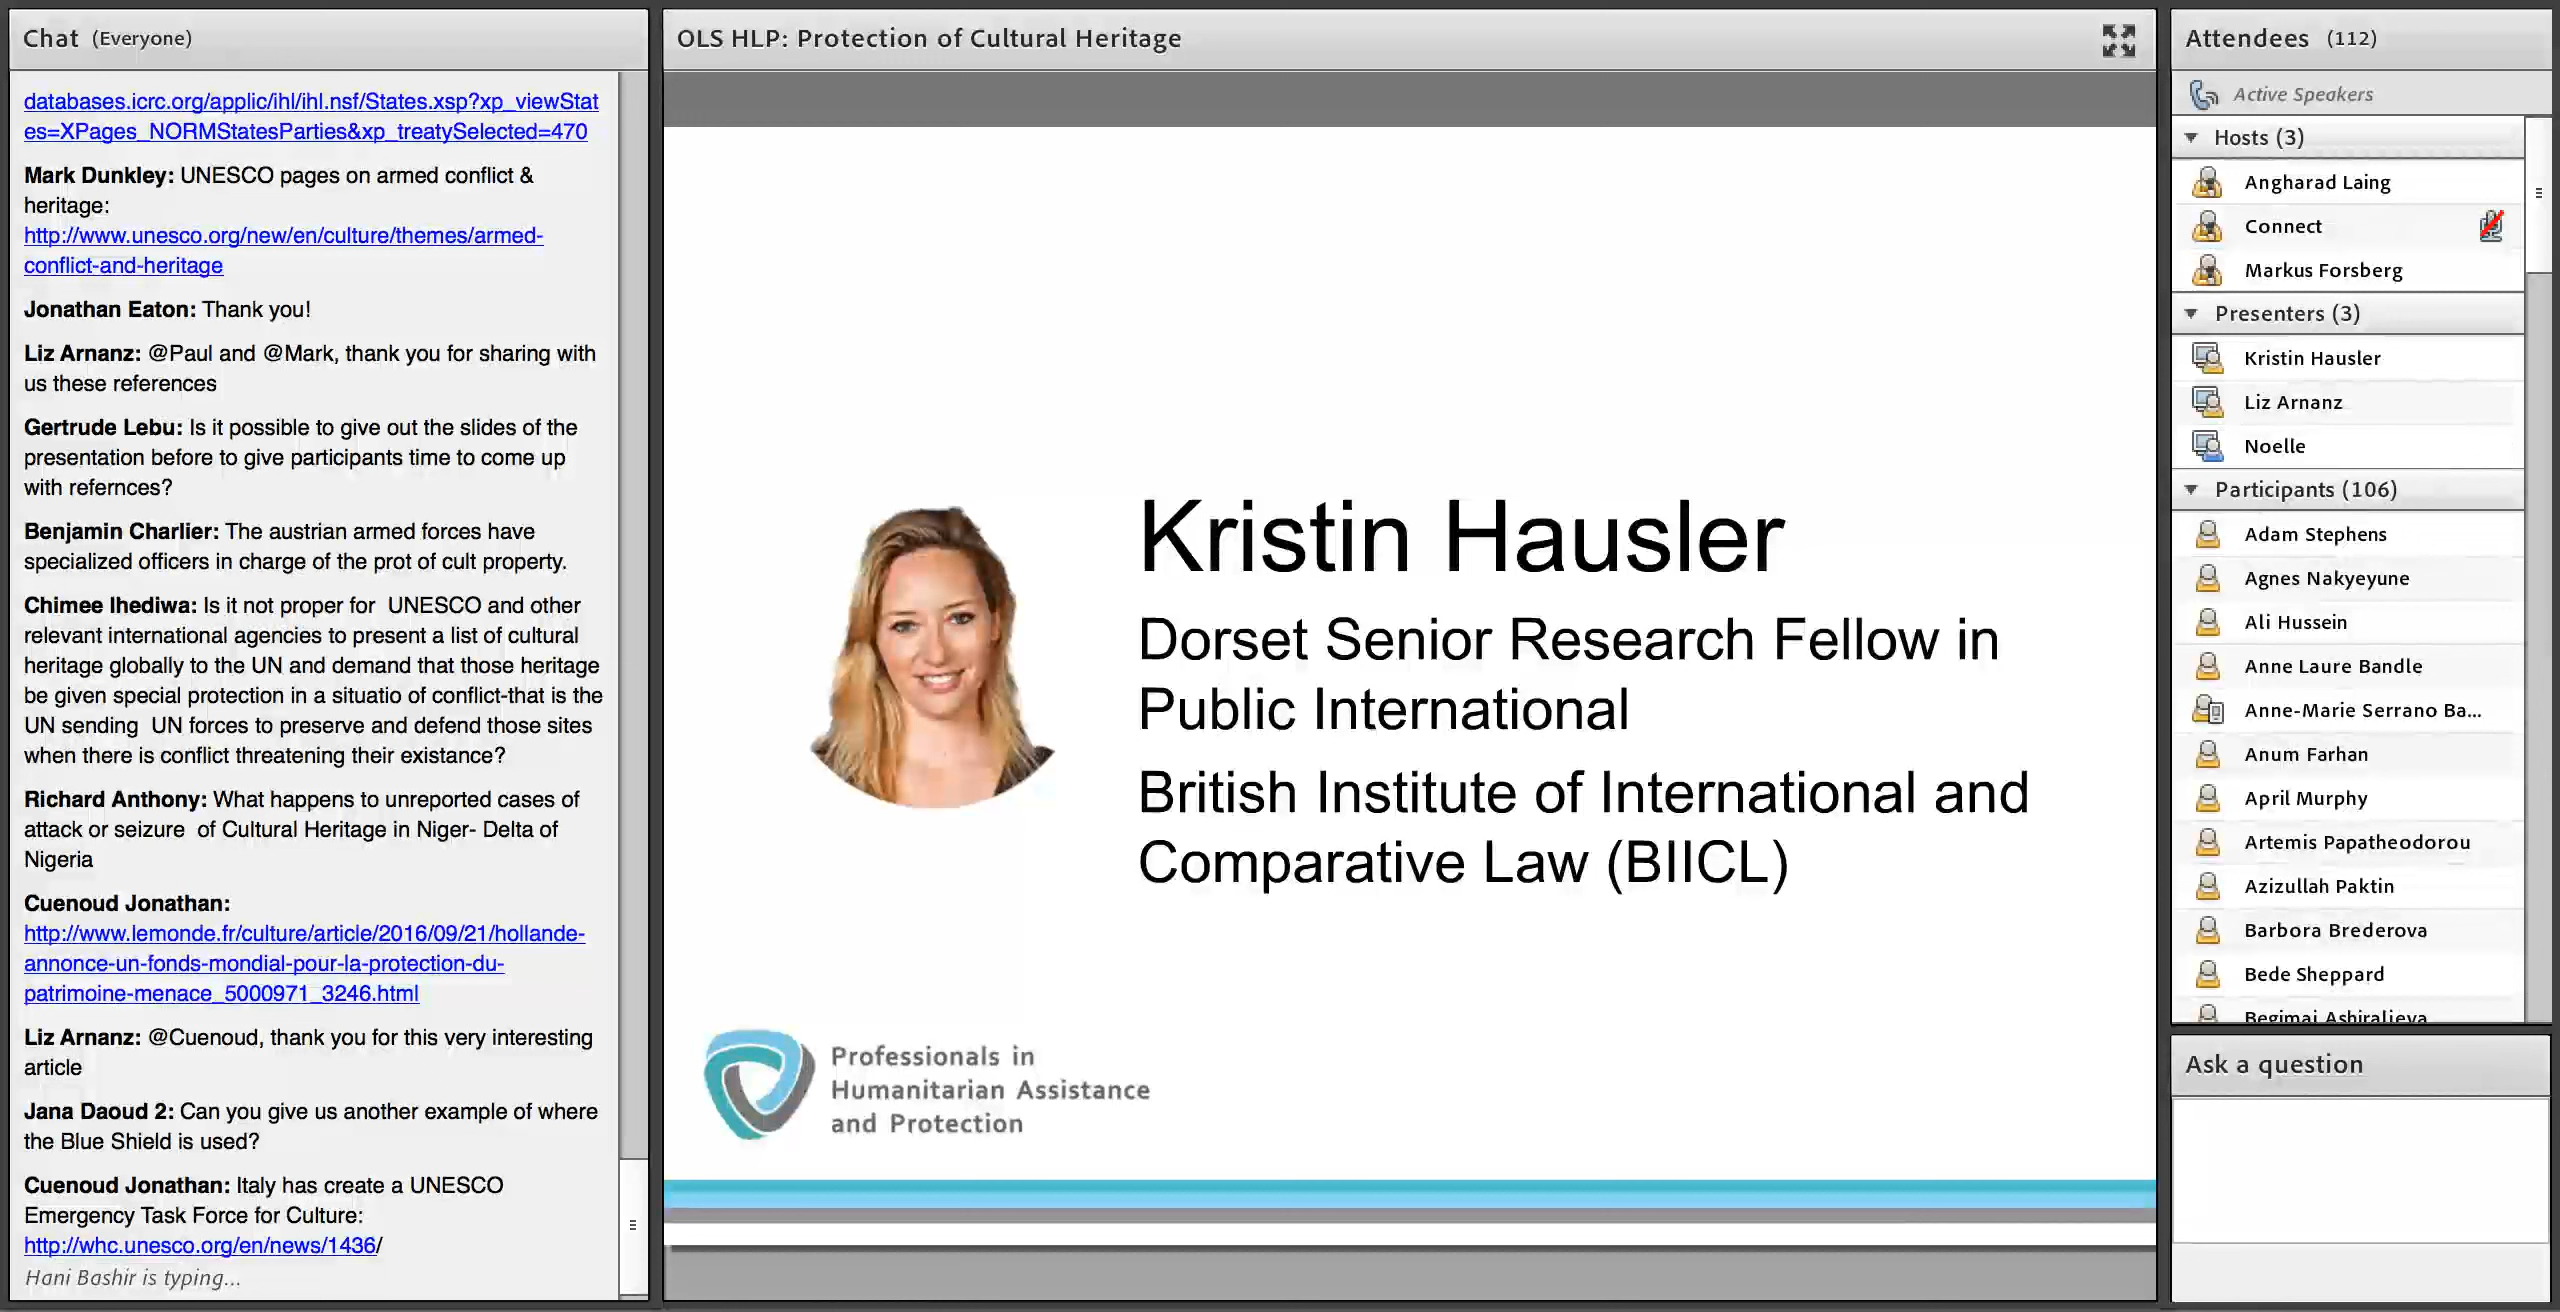 Chat (Everyone)
databases.icrc.org/applic/ihl/ihl.nsf/States.xsp?xp_viewStat
es=XPages_NORMStatesParties&xp_treatySelected=470
Mark Dunkley: UNESCO pages on armed conflict &
heritage:
http://www.unesco.org/new/en/culture/themes/armed-
conflict-and-heritage
Jonathan Eaton: Thank you!
Liz Arnanz: @Paul and @Mark, thank you for sharing with
us these references
Gertrude Lebu: Is it possible to give out the slides of the
presentation before to give participants time to come up
with refernces?
Benjamin Charlier: The austrian armed forces have
specialized officers in charge of the prot of cult property.
Chimee Ihediwa: Is it not proper for  UNESCO and other
relevant international agencies to present a list of cultural
heritage globally to the UN and demand that those heritage
be given special protection in a situatio of conflict-that is the
UN sending  UN forces to preserve and defend those sites
when there is conflict threatening their existance?
Richard Anthony: What happens to unreported cases of
attack or seizure  of Cultural Heritage in Niger- Delta of
Nigeria
Cuenoud Jonathan:
http://www.lemonde.fr/culture/article/2016/09/21/hollande-
annonce-un-fonds-mondial-pour-la-protection-du-
patrimoine-menace_5000971_3246.html
Liz Arnanz: @Cuenoud, thank you for this very interesting
article
Jana Daoud 2: Can you give us another example of where
the Blue Shield is used?
Cuenoud Jonathan: Italy has create a UNESCO
Emergency Task Force for Culture:
http://whc.unesco.org/en/news/1436/
Hani Bashir is typing...
OLS HLP: Protection of Cultural Heritage
Kristin Hausler
Dorset Senior Research Fellow in
Public International
British Institute of International and
Comparative Law (BIICL)
Professionals in
Humanitarian Assistance
and Protection
Attendees (112)
Active Speakers
Hosts (3)
Angharad Laing
Connect
Markus Forsberg
Presenters (3)
Kristin Hausler
Liz Arnanz
Noelle
Participants (106)
Adam Stephens
Agnes Nakyeyune
Ali Hussein
Anne Laure Bandle
Anne-Marie Serrano Ba...
Anum Farhan
April Murphy
Artemis Papatheodorou
Azizullah Paktin
Barbora Brederova
Bede Sheppard
Begimai Ashiralieva
Ask a question